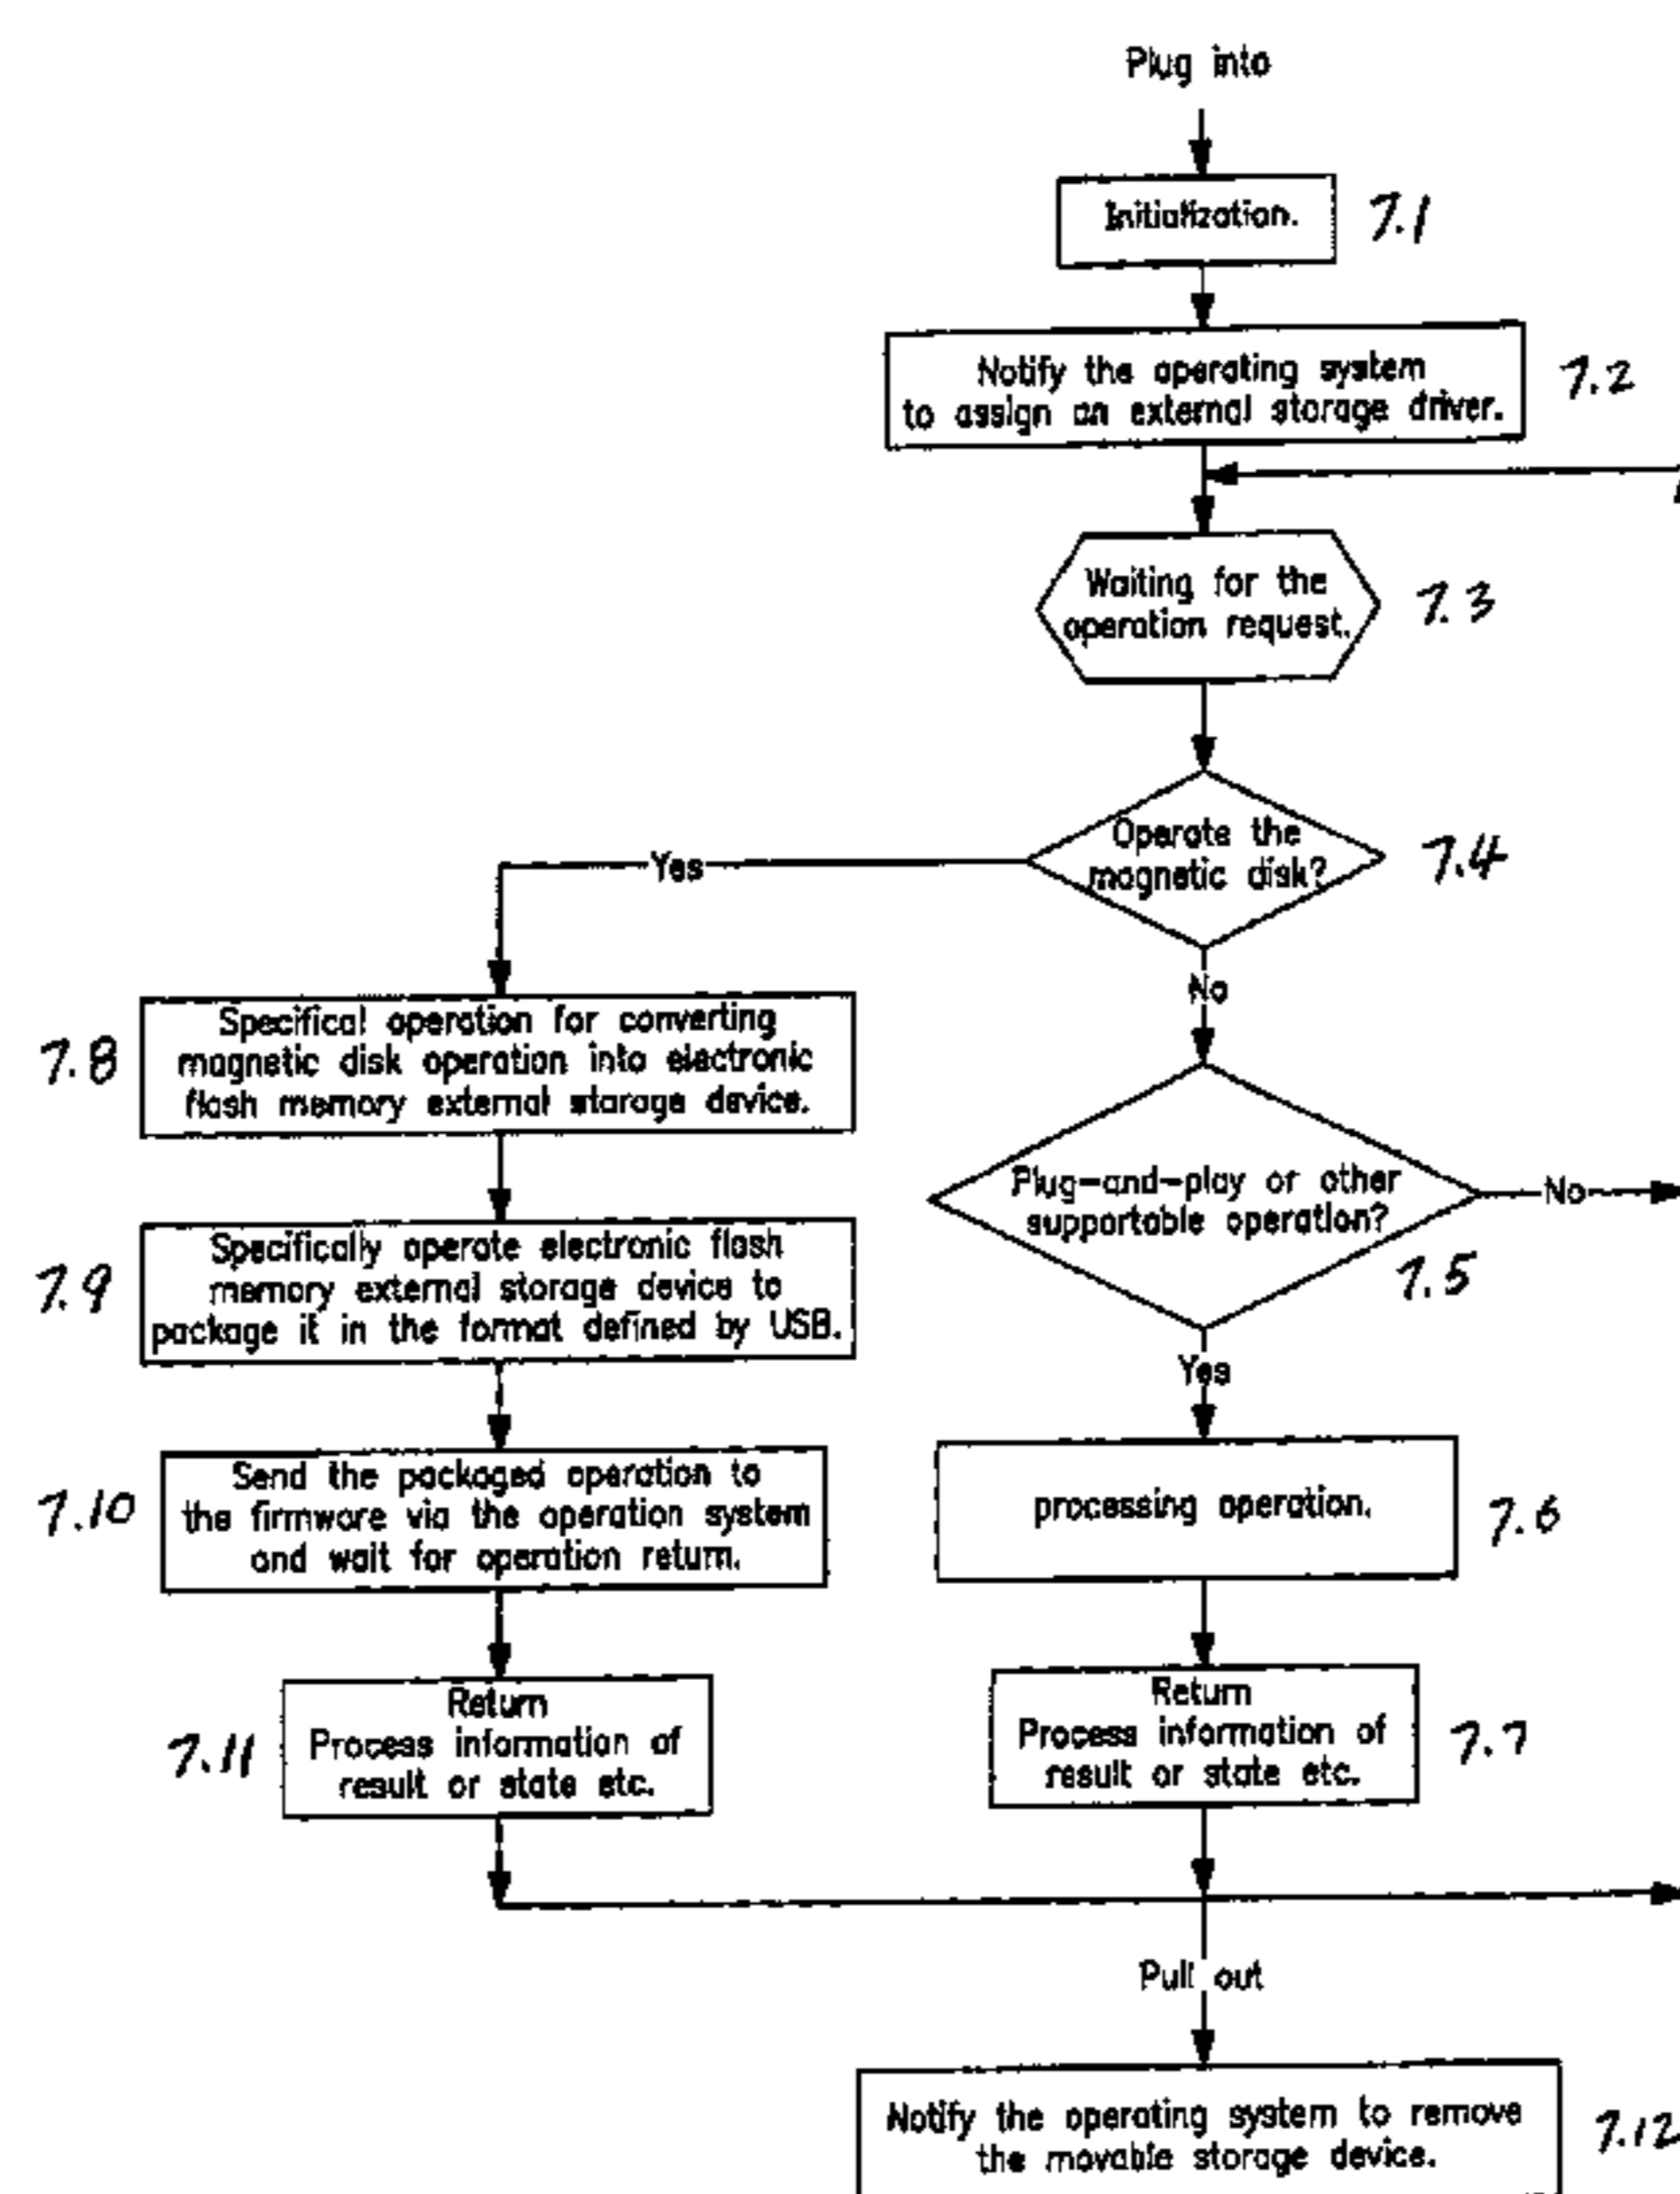 Plug into
Initialization.
7.1
Notify the operating system
to assign an external storage driver.
7.2
Waiting for the
operation request.
7.3
Operate the
magnetic disk?
7.4
Yes
No
Specifical operation for converting
magnetic disk operation into electronic
flash memory external storage device.
7.8
Plug-and-play or other
supportable operation?
7.5
No
Specifically operate electronic flash
memory external storage device to
package it in the format defined by USB.
7.9
Yes
Send the packaged operation to
the firmware via the operation system
and wait for operation return.
7.10
processing operation.
7.6
Return
Process information of
result or state etc.
7.11
Return
Process information of
result or state etc.
7.7
Pull out
Notify the operating system to remove
the movable storage device.
7.12